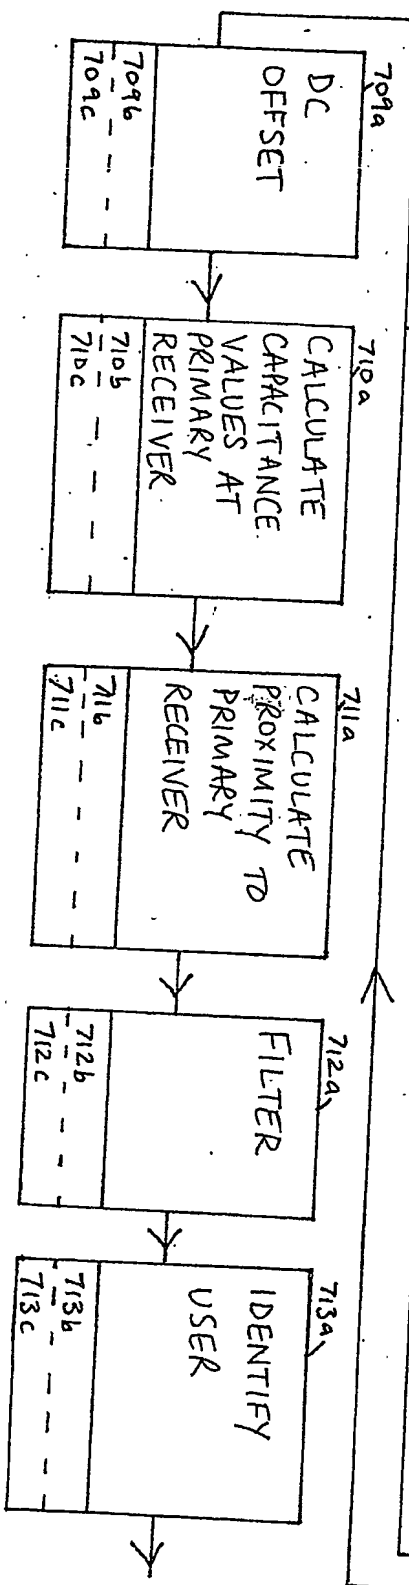 709a
DC
OFFSET
709b
709c
710a
CALCULATE
CAPACITANCE
VALUES AT
PRIMARY
RECEIVER
710b
710c
711a
CALCULATE
PROXIMITY TO
PRIMARY
RECEIVER
711b
711c
712a
FILTER
712b
712c
713a
IDENTIFY
USER
713b
713c